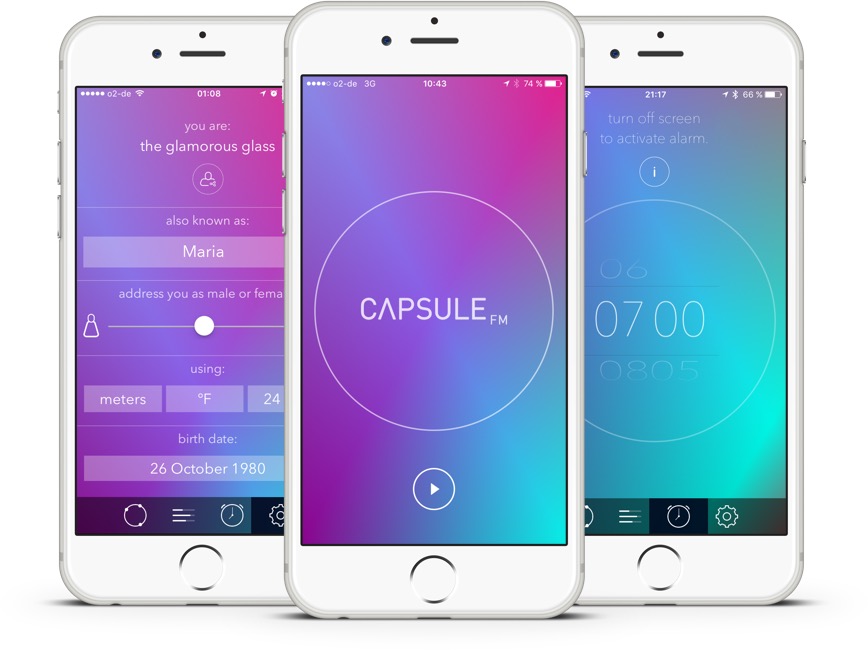 o2-de
01:08
you are:
the glamorous glass
also known as:
Maria
address you as male or fema
using:
meters
°F
24
birth date:
26 October 1980
o2-de 3G
10:43
74 %
CAPSULE FM
21:17
66 %
turn off screen
to activate alarm.
i
06
07 00
08 05